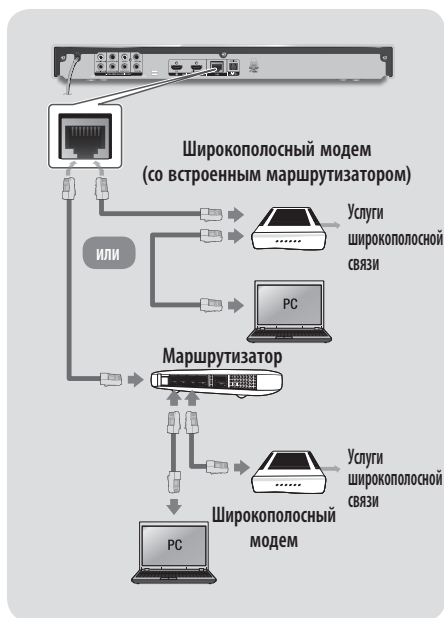 Широкополосный модем
(со встроенным маршрутизатором)
Услуги
широкополосной
связи
или
PC
Маршрутизатор
Услуги
широкополосной
связи
Широкополосный
модем
PC